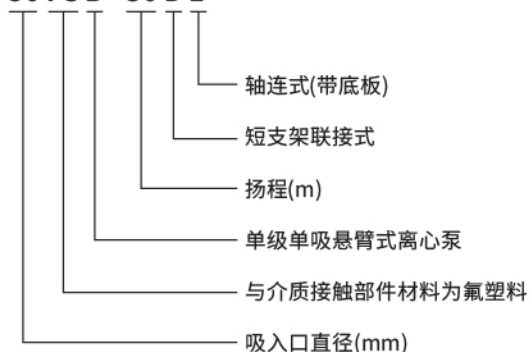 轴连式(带底板)
短支架联接式
扬程(m)
单级单吸悬臂式离心泵
与介质接触部件材料为氟塑料
吸入口直径(mm)